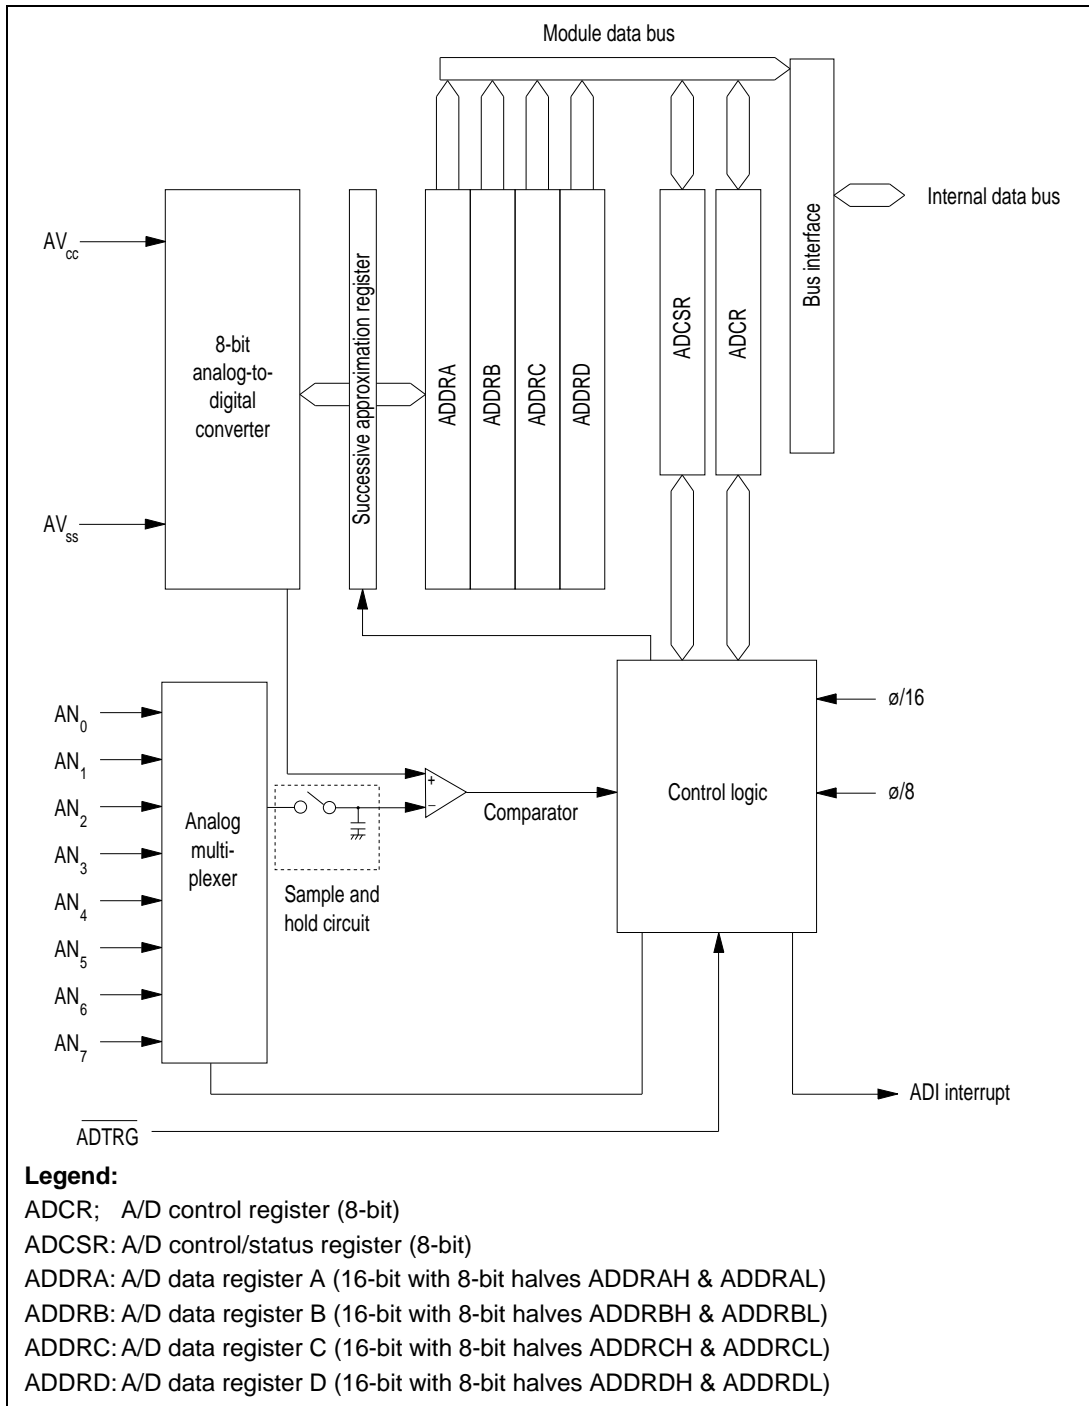 Module data bus
Internal data bus
Bus interface
AVcc
8-bit
analog-to-
digital
converter
AVss
Successive approximation register
ADDRA
ADDRB
ADDRC
ADDRD
ADCSR
ADCR
AN0
AN1
AN2
AN3
AN4
AN5
AN6
AN7
Analog
multi-
plexer
Sample and
hold circuit
+
−
Comparator
Control logic
ø/16
ø/8
ADI interrupt
ADTRG
Legend:
ADCR; A/D control register (8-bit)
ADCSR: A/D control/status register (8-bit)
ADDRA: A/D data register A (16-bit with 8-bit halves ADDRAH & ADDRAL)
ADDRB: A/D data register B (16-bit with 8-bit halves ADDRBH & ADDRBL)
ADDRC: A/D data register C (16-bit with 8-bit halves ADDRCH & ADDRCL)
ADDRD: A/D data register D (16-bit with 8-bit halves ADDRDH & ADDRDL)